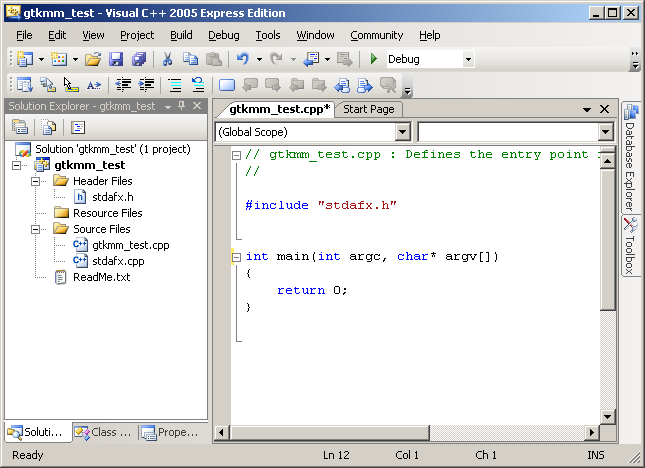 gtkmm_test - Visual C++ 2005 Express Edition
File Edit View Project Build Debug Tools Window Community Help
Debug
Solution Explorer - gtkmm_test
Solution 'gtkmm_test' (1 project)
gtkmm_test
Header Files
stdafx.h
Resource Files
Source Files
gtkmm_test.cpp
stdafx.cpp
ReadMe.txt
Soluti... Class ... Prope...
gtkmm_test.cpp* Start Page
(Global Scope)
// gtkmm_test.cpp : Defines the entry point
//
#include "stdafx.h"
int main(int argc, char* argv[])
{
return 0;
}
Database Explorer
Toolbox
Ready Ln 12 Col 1 Ch 1 INS